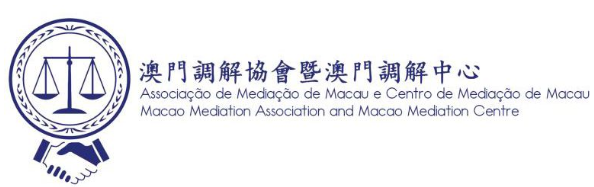 澳門調解協會暨澳門調解中心
Associação de Mediação de Macau e Centro de Mediação de Macau
Macao Mediation Association and Macao Mediation Centre